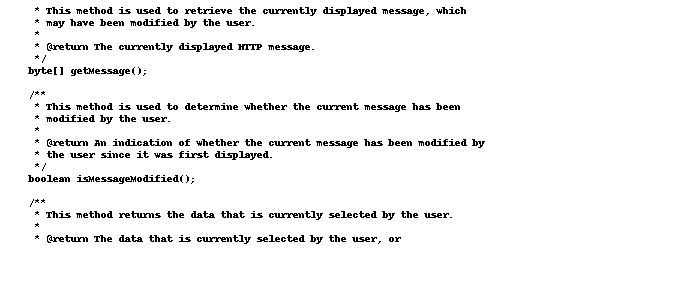 * This method is used to retrieve the currently displayed message, which
* may have been modified by the user.
*
* @return The currently displayed HTTP message.
*/
byte[] getMessage();
/**
* This method is used to determine whether the current message has been
* modified by the user.
*
* @return An indication of whether the current message has been modified by
* the user since it was first displayed.
*/
boolean isMessageModified();
/**
* This method returns the data that is currently selected by the user.
*
* @return The data that is currently selected by the user, or